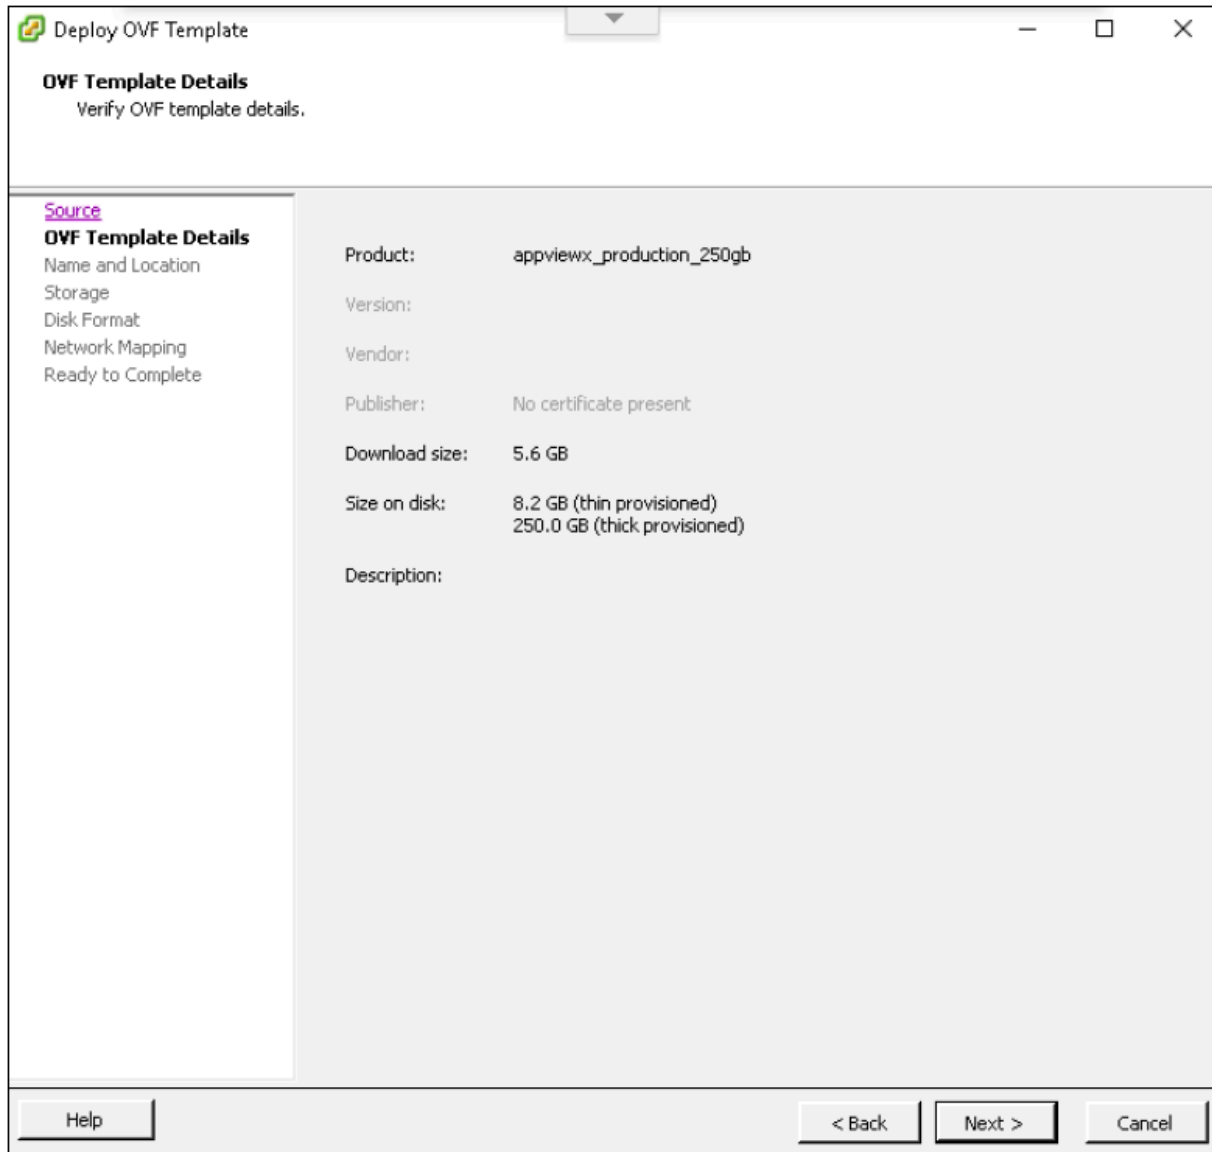 Deploy OVF Template
OVF Template Details
Verify OVF template details.
Source
OVF Template Details
Name and Location
Storage
Disk Format
Network Mapping
Ready to Complete
Product: appviewx_production_250gb
Version:
Vendor:
Publisher: No certificate present
Download size: 5.6 GB
Size on disk: 8.2 GB (thin provisioned)
250.0 GB (thick provisioned)
Description:
Help
< Back
Next >
Cancel